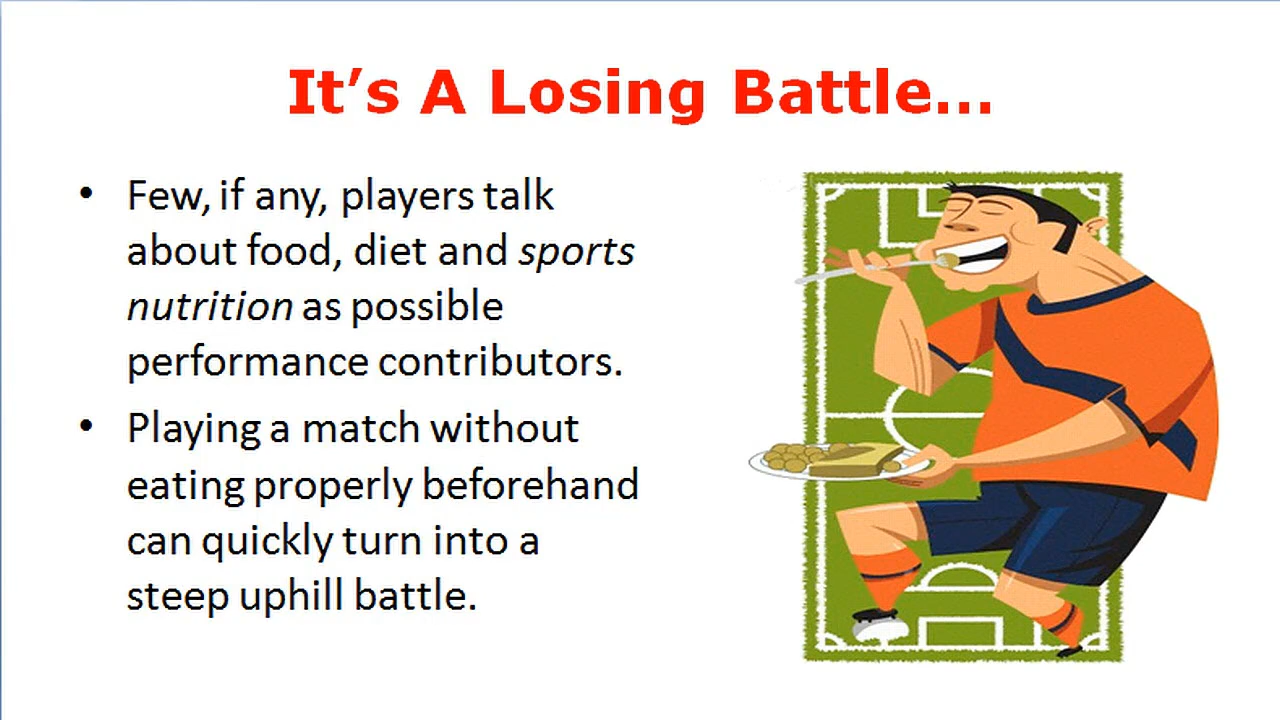 It’s A Losing Battle…
• Few, if any, players talk
about food, diet and sports
nutrition as possible
performance contributors.
• Playing a match without
eating properly beforehand
can quickly turn into a
steep uphill battle.